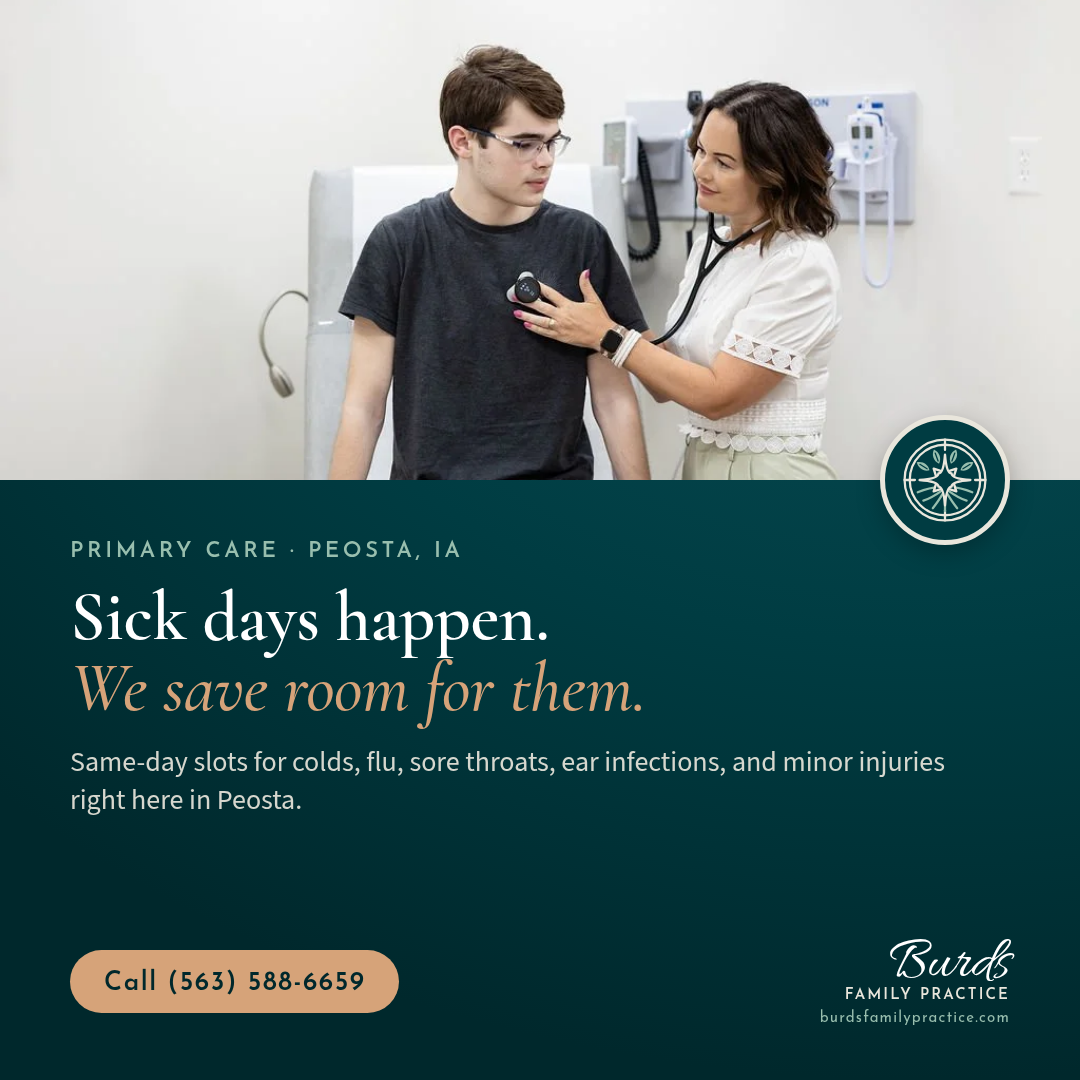 SON
PRIMARY CARE · PEOSTA, IA
Sick days happen.
We save room for them.
Same-day slots for colds, flu, sore throats, ear infections, and minor injuries
right here in Peosta.
Call (563) 588-6659
Burds
FAMILY PRACTICE
burdsfamilypractice.com